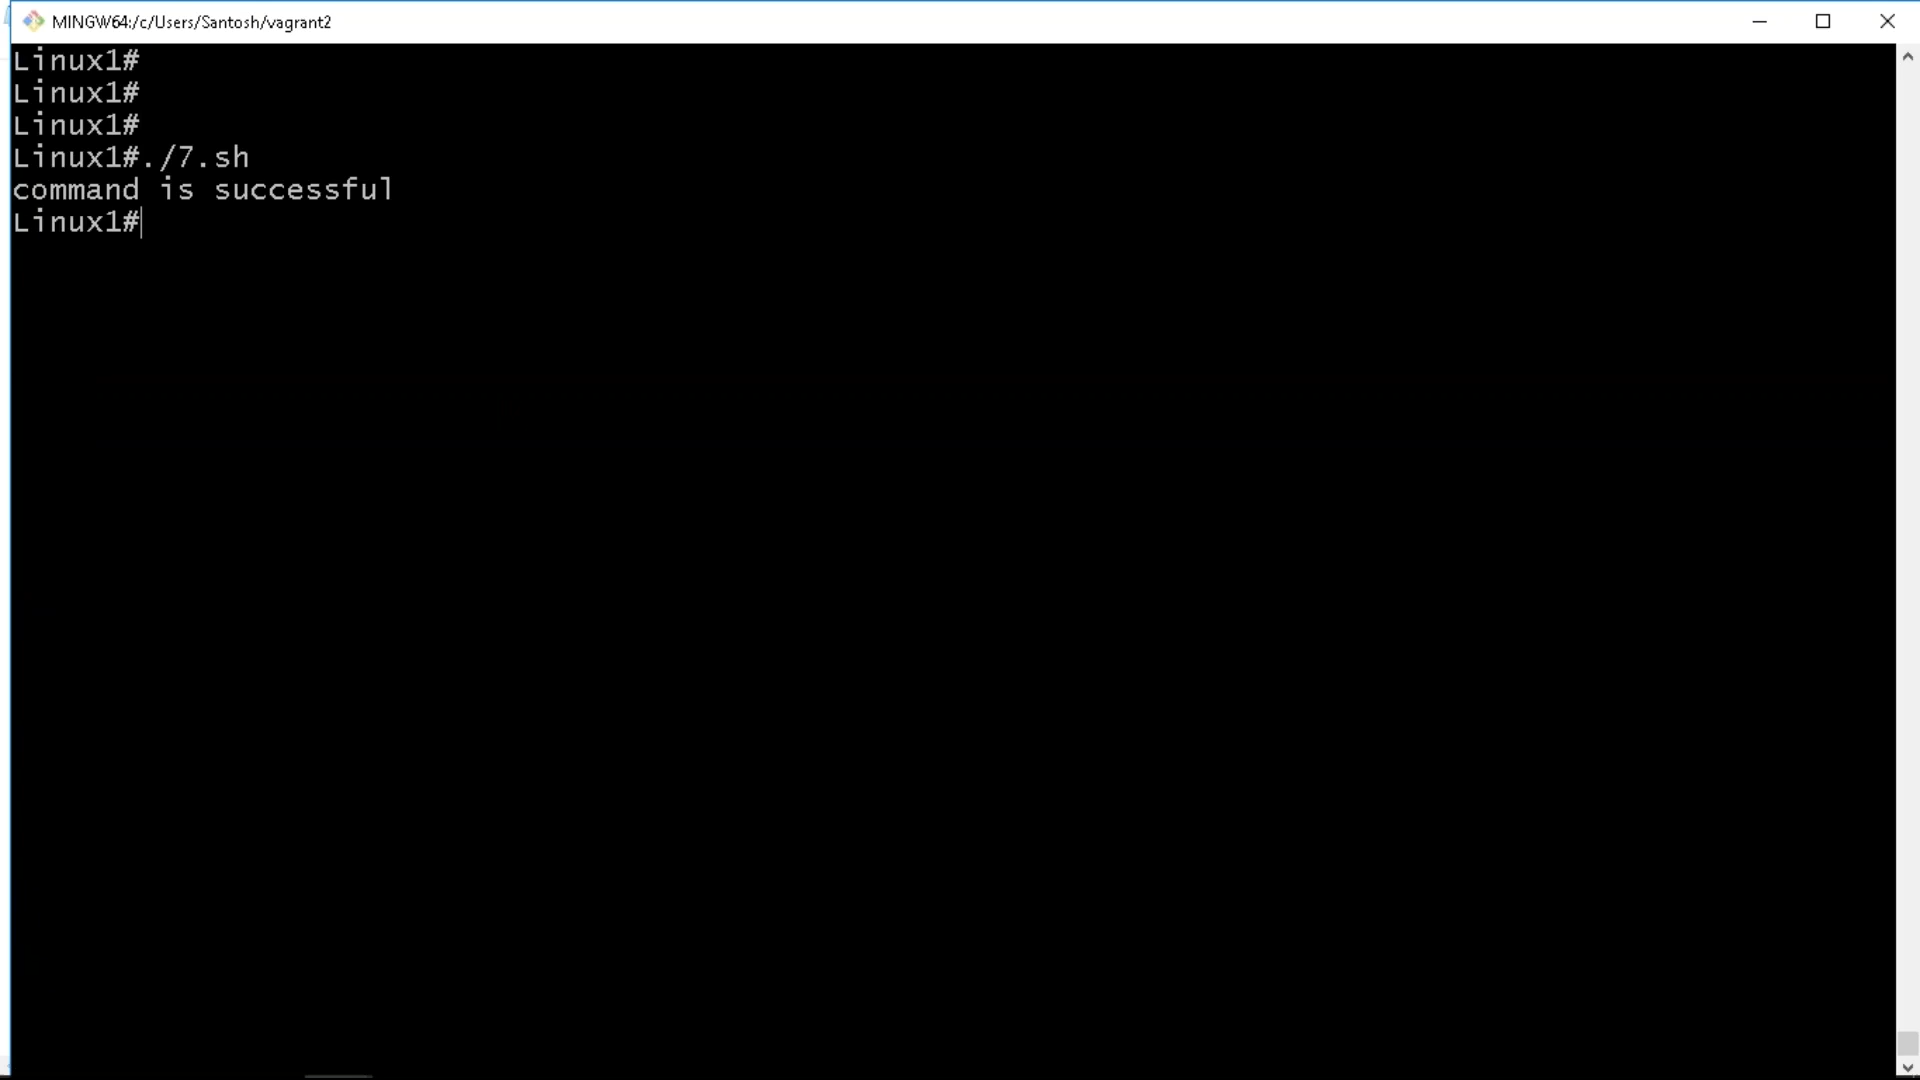 MINGW64:/c/Users/Santosh/vagrant2
Linux1#
Linux1#
Linux1#
Linux1#./7.sh
command is successful
Linux1#